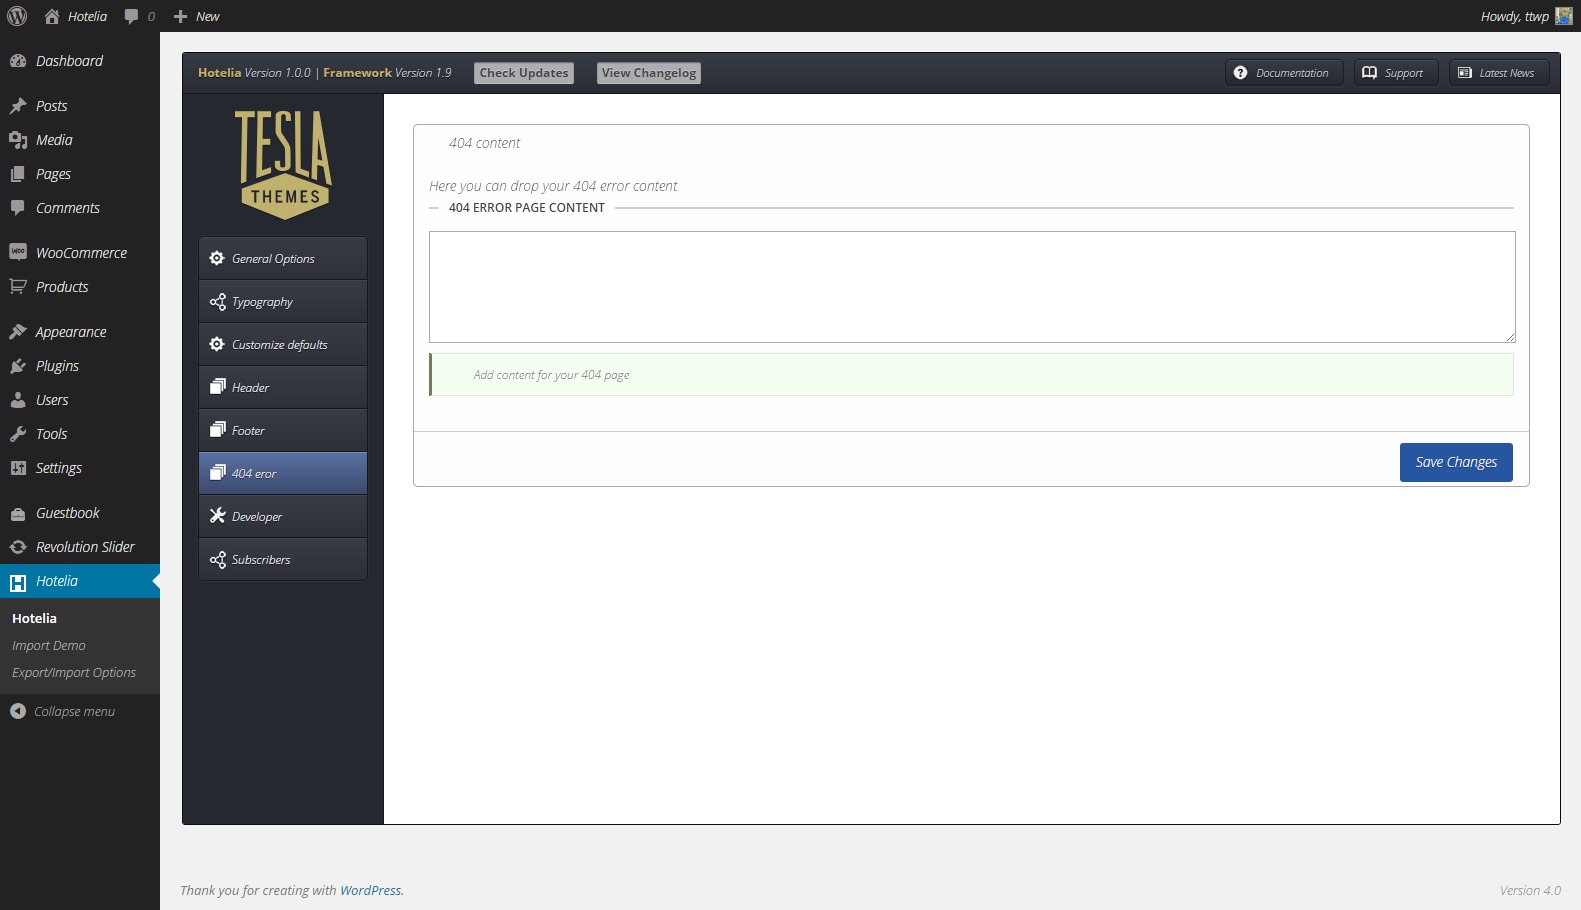 Hotelia
0
New
Howdy, ttwp
Dashboard
Posts
Media
Pages
Comments
WooCommerce
Products
Appearance
Plugins
Users
Tools
Settings
Guestbook
Revolution Slider
Hotelia
Hotelia
Import Demo
Export/Import Options
Collapse menu
Hotelia Version 1.0.0 | Framework Version 1.9
Check Updates
View Changelog
Documentation
Support
Latest News
TESLA
THEMES
General Options
Typography
Customize defaults
Header
Footer
404 eror
Developer
Subscribers
404 content
Here you can drop your 404 error content
404 ERROR PAGE CONTENT
Add content for your 404 page
Save Changes
Thank you for creating with WordPress.
Version 4.0